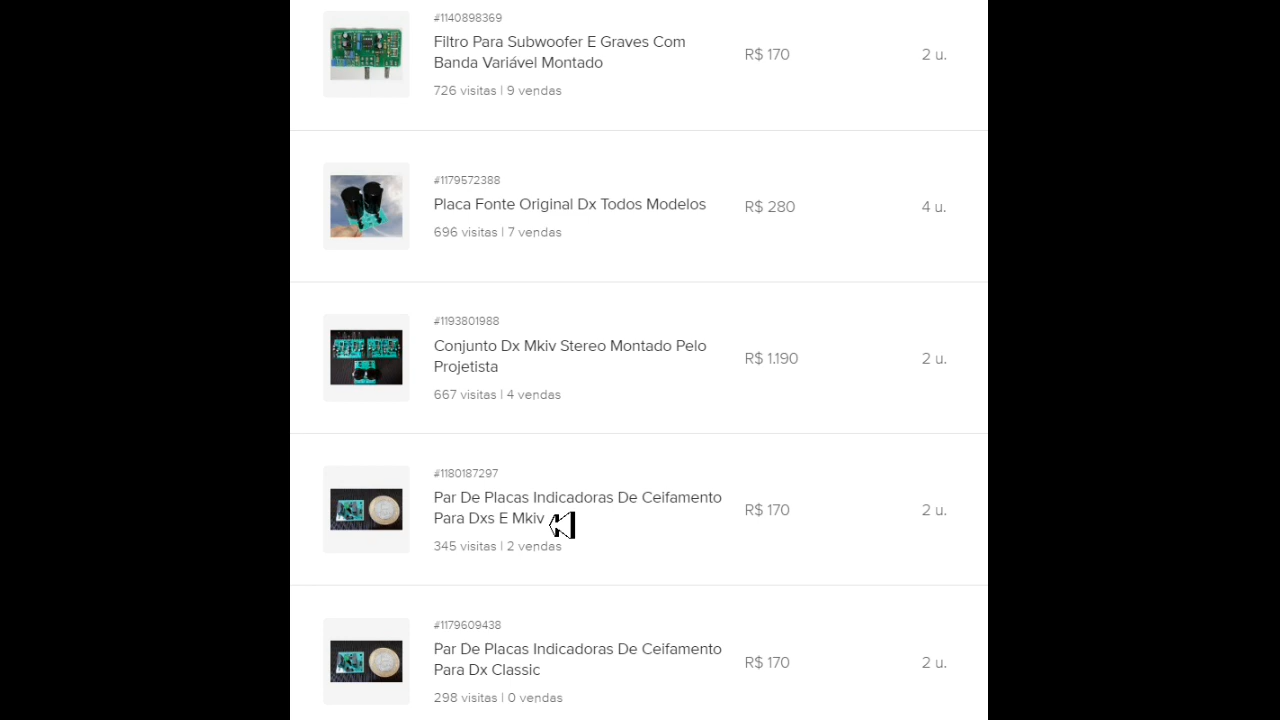 #1140898369
Filtro Para Subwoofer E Graves Com
Banda Variável Montado
R$ 170
2 u.
726 visitas | 9 vendas
#1179572388
Placa Fonte Original Dx Todos Modelos
R$ 280
4 u.
696 visitas | 7 vendas
#1193801988
Conjunto Dx Mkiv Stereo Montado Pelo
Projetista
R$ 1.190
2 u.
667 visitas | 4 vendas
#1180187297
Par De Placas Indicadoras De Ceifamento
Para Dxs E Mkiv
R$ 170
2 u.
345 visitas | 2 vendas
#1179609438
Par De Placas Indicadoras De Ceifamento
Para Dx Classic
R$ 170
2 u.
298 visitas | 0 vendas